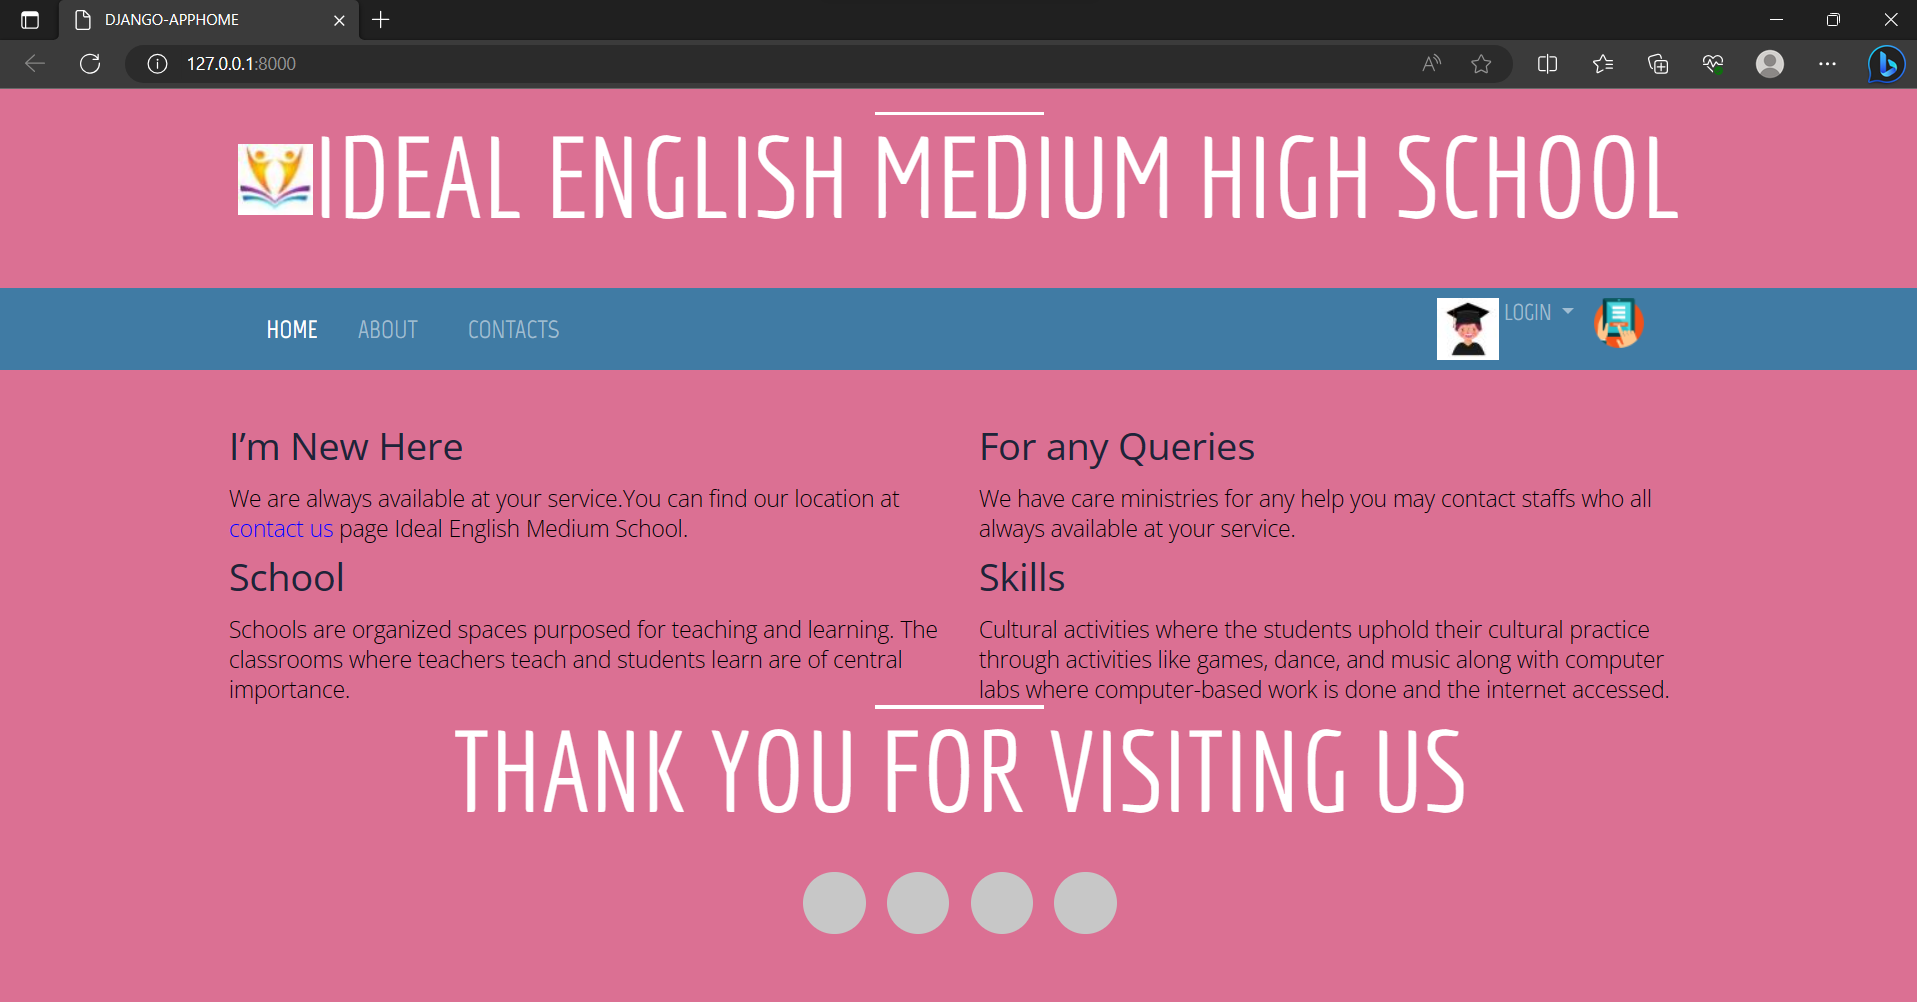 DJANGO-APPHOME
127.0.0.1:8000
IDEAL ENGLISH MEDIUM HIGH SCHOOL
HOME ABOUT CONTACTS LOGIN
I’m New Here
We are always available at your service.You can find our location at
contact us page Ideal English Medium School.
For any Queries
We have care ministries for any help you may contact staffs who all
always available at your service.
School
Schools are organized spaces purposed for teaching and learning. The
classrooms where teachers teach and students learn are of central
importance.
Skills
Cultural activities where the students uphold their cultural practice
through activities like games, dance, and music along with computer
labs where computer-based work is done and the internet accessed.
THANK YOU FOR VISITING US